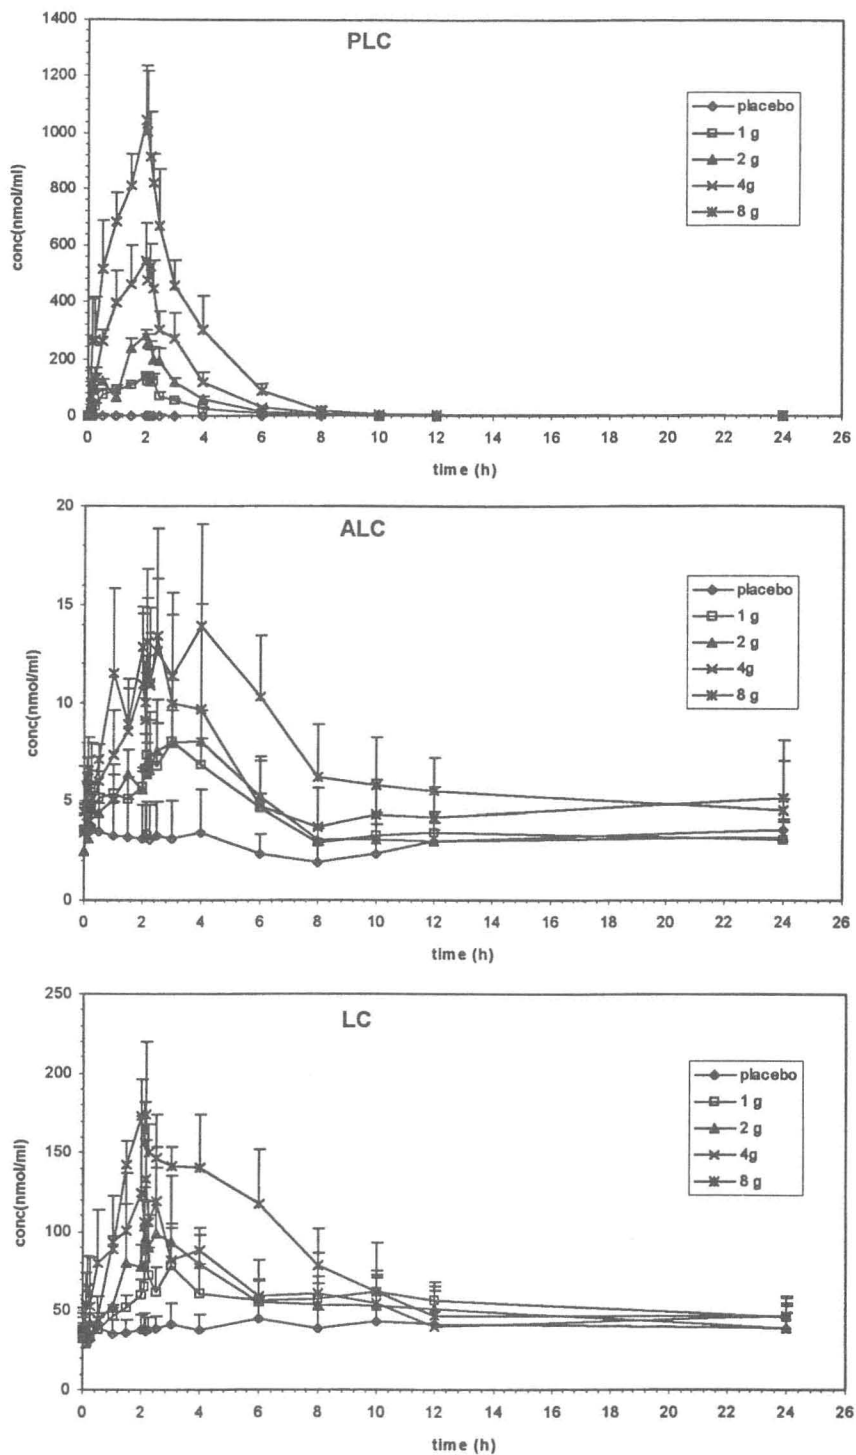 PLC
1400
1200
1000
800
600
400
200
0
conc(nmol/ml)
placebo
1 g
2 g
4g
8 g
0 2 4 6 8 10 12 14 16 18 20 22 24 26
time (h)
ALC
20
15
10
5
0
conc(nmol/ml)
placebo
1 g
2 g
4g
8 g
0 2 4 6 8 10 12 14 16 18 20 22 24 26
time (h)
LC
250
200
150
100
50
0
conc(nmol/ml)
placebo
1 g
2 g
4g
8 g
0 2 4 6 8 10 12 14 16 18 20 22 24 26
time (h)